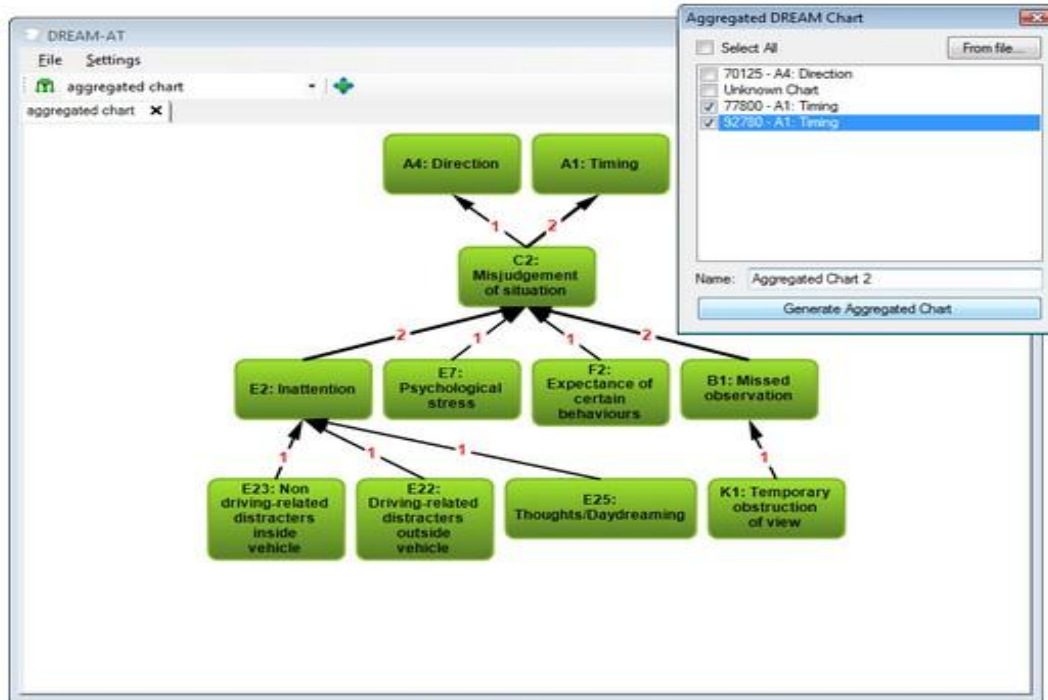 DREAM-AT
File Settings
aggregated chart
aggregated chart X
Aggregated DREAM Chart
Select All
From file...
70125 - A4: Direction
Unknown Chart
77800 - A1: Timing
92780 - A1: Timing
Name: Aggregated Chart 2
Generate Aggregated Chart
A4: Direction
A1: Timing
1
2
C2:
Misjudgement
of situation
2
1
1
2
E2: Inattention
E7:
Psychological
stress
F2:
Expectance of
certain
behaviours
B1: Missed
observation
1
1
1
1
E23: Non
driving-related
distracters
inside
vehicle
E22:
Driving-related
distracters
outside
vehicle
E25:
Thoughts/Daydreaming
K1: Temporary
obstruction
of view